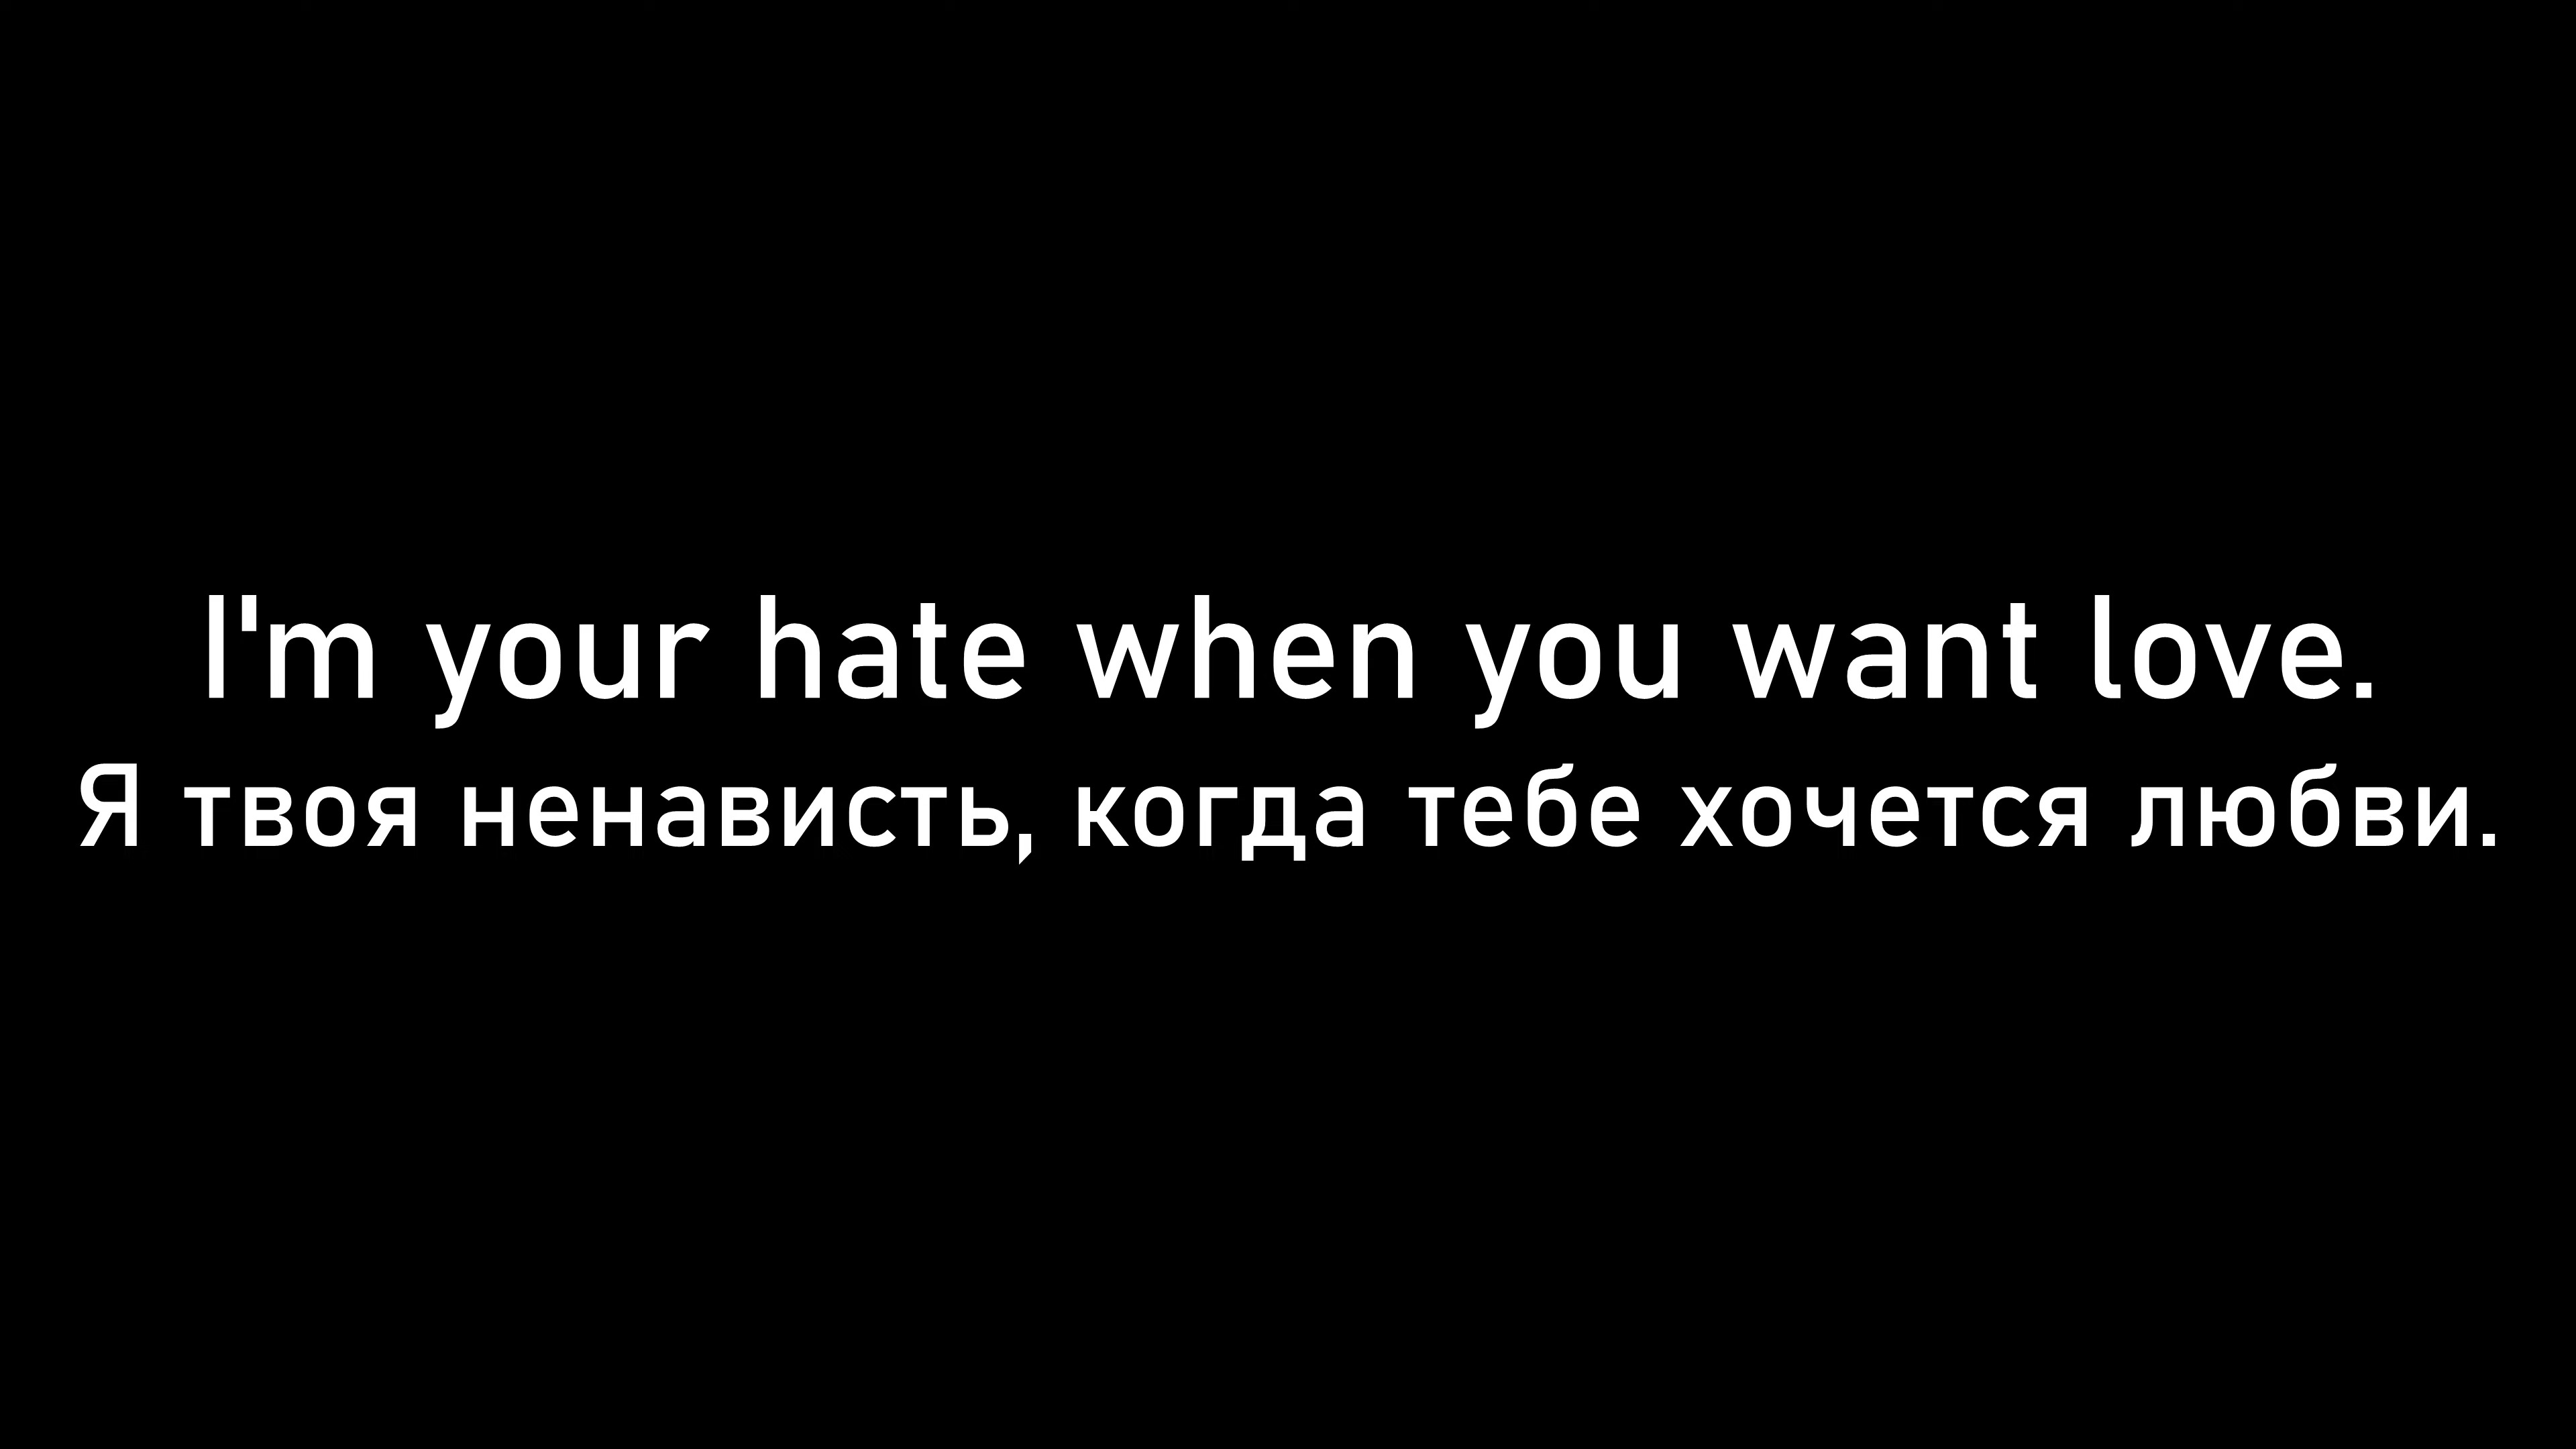 I'm your hate when you want love.
Я твоя ненависть, когда тебе хочется любви.